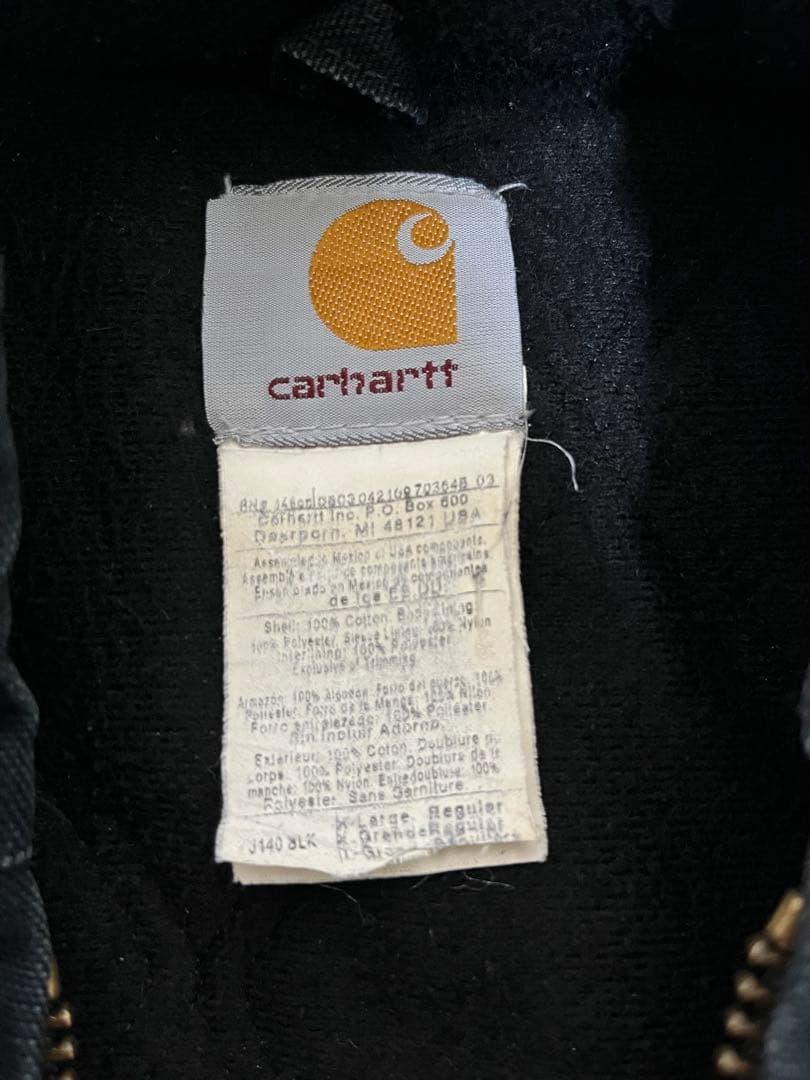 carhartt
Carhartt Inc. P.O. Box 600
Dearborn, MI 48121 USA
Assembled in Mexico of USA components.
de los EE.UU.
Shell: 100% Cotton. Body Lining:
100% Polyester, Sleeve Lining: 100% Nylon
Interlining: 100% Polyester
Exclusive of Trimming
Armazon: 100% Algodon. Forro del cuerpo: 100%
Poliester. Forro de la Manga: 100% Nilon
100% Poliester.
Sin Incluir Adorno.
Exterieur: 100% Coton. Doublure du
corps: 100% Polyester. Doublure de la
manche: 100% Nylon. Entredoublure: 100%
Polyester. Sans Garniture.
X-Large, Regular
J140 BLK X-Grande Regular